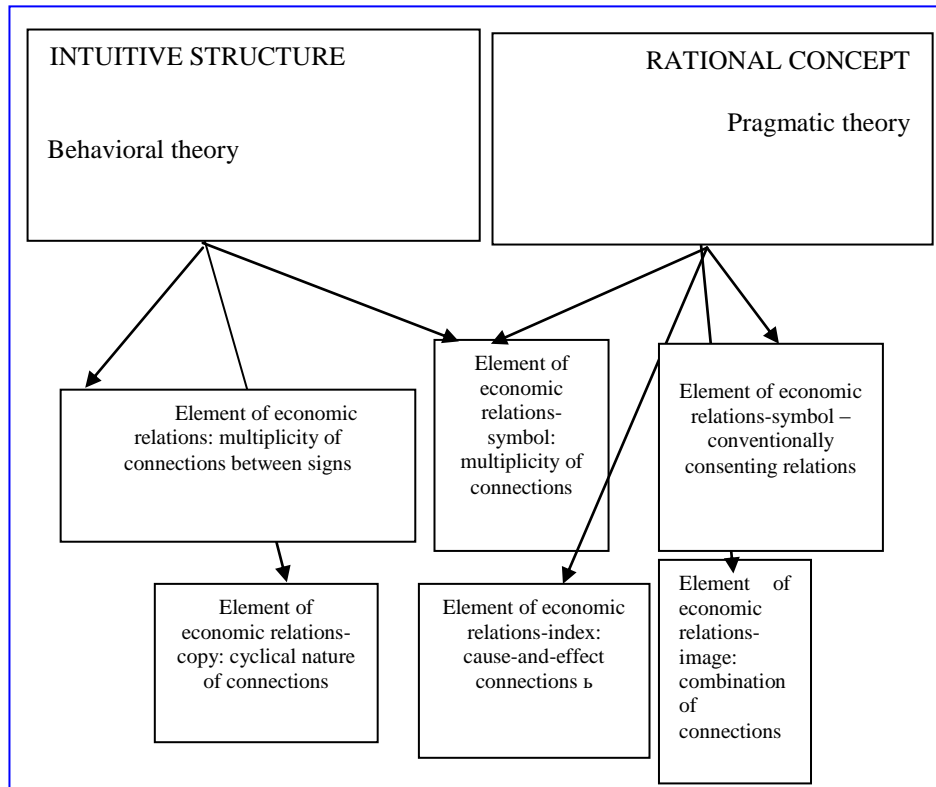 INTUITIVE STRUCTURE
Behavioral theory
RATIONAL CONCEPT
Pragmatic theory
Element of economic
relations: multiplicity of
connections between signs
Element of
economic
relations-
symbol:
multiplicity of
connections
Element of economic
relations-symbol –
conventionally
consenting relations
Element of
economic relations-
copy: cyclical nature
of connections
Element of economic
relations-index:
cause-and-effect
connections ь
Element of
economic
relations-
image:
combination
of
connections